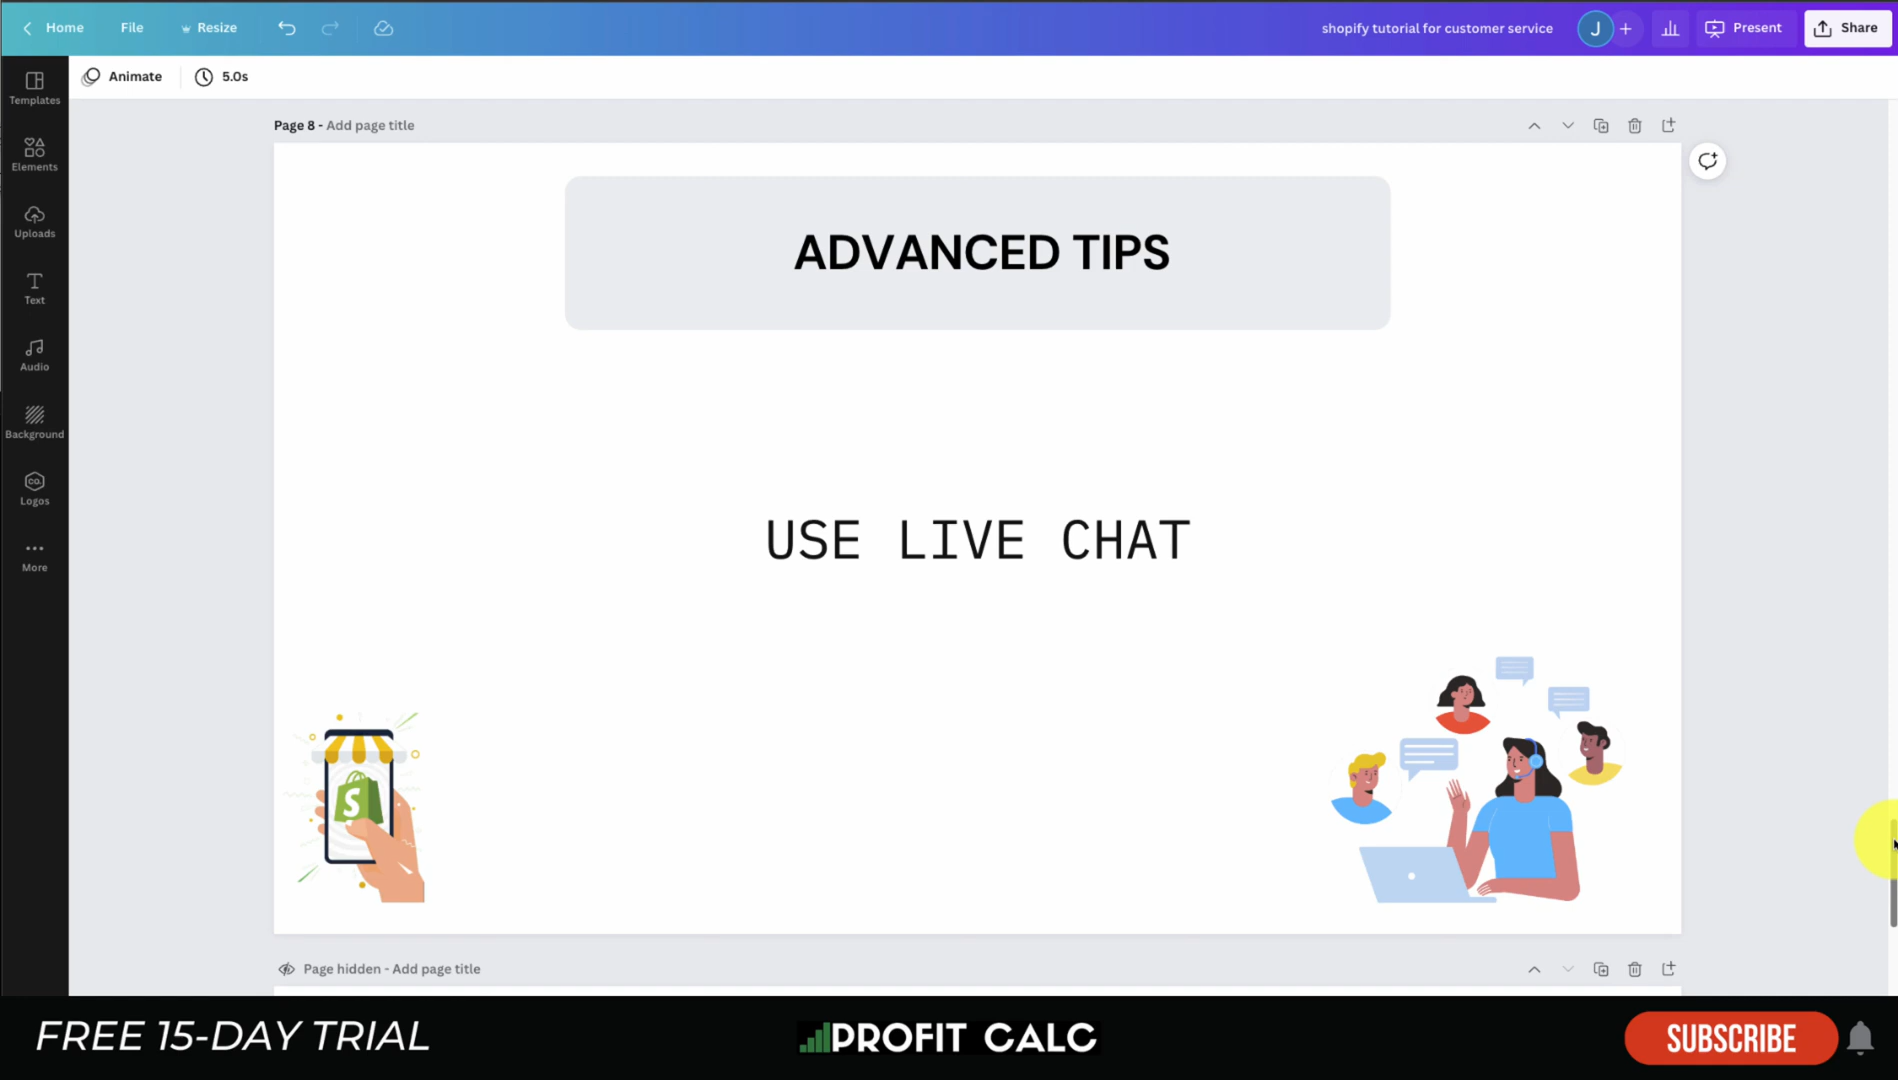 Home File Resize
shopify tutorial for customer service J + Present Share
Animate 5.0s
Templates
Elements
Uploads
Text
Audio
Background
CO.
Logos
More
Page 8 - Add page title
ADVANCED TIPS
USE LIVE CHAT
S
Page hidden - Add page title
FREE 15-DAY TRIAL
PROFIT CALC
SUBSCRIBE